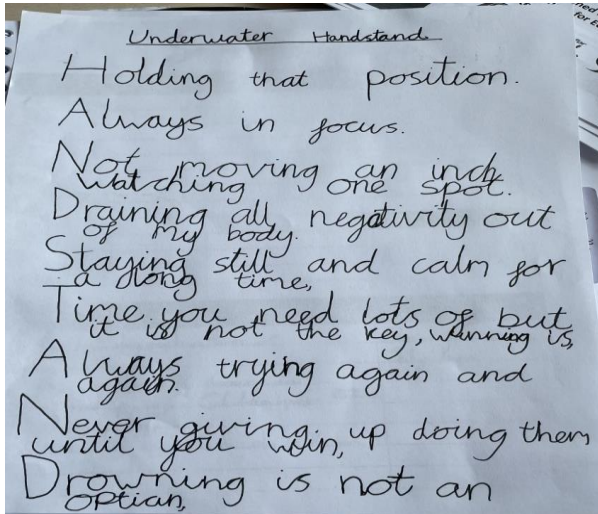 Underwater Handstand.
Holding that position.
Always in focus.
Not moving an inch
watching one spot.
Draining all negativity out
of my body.
Staying still and calm for
a long time,
Time you need lots of but
it is not the key, winning is,
Always trying again and
again.
Never giving up doing them
until you win,
Drowning is not an
option,